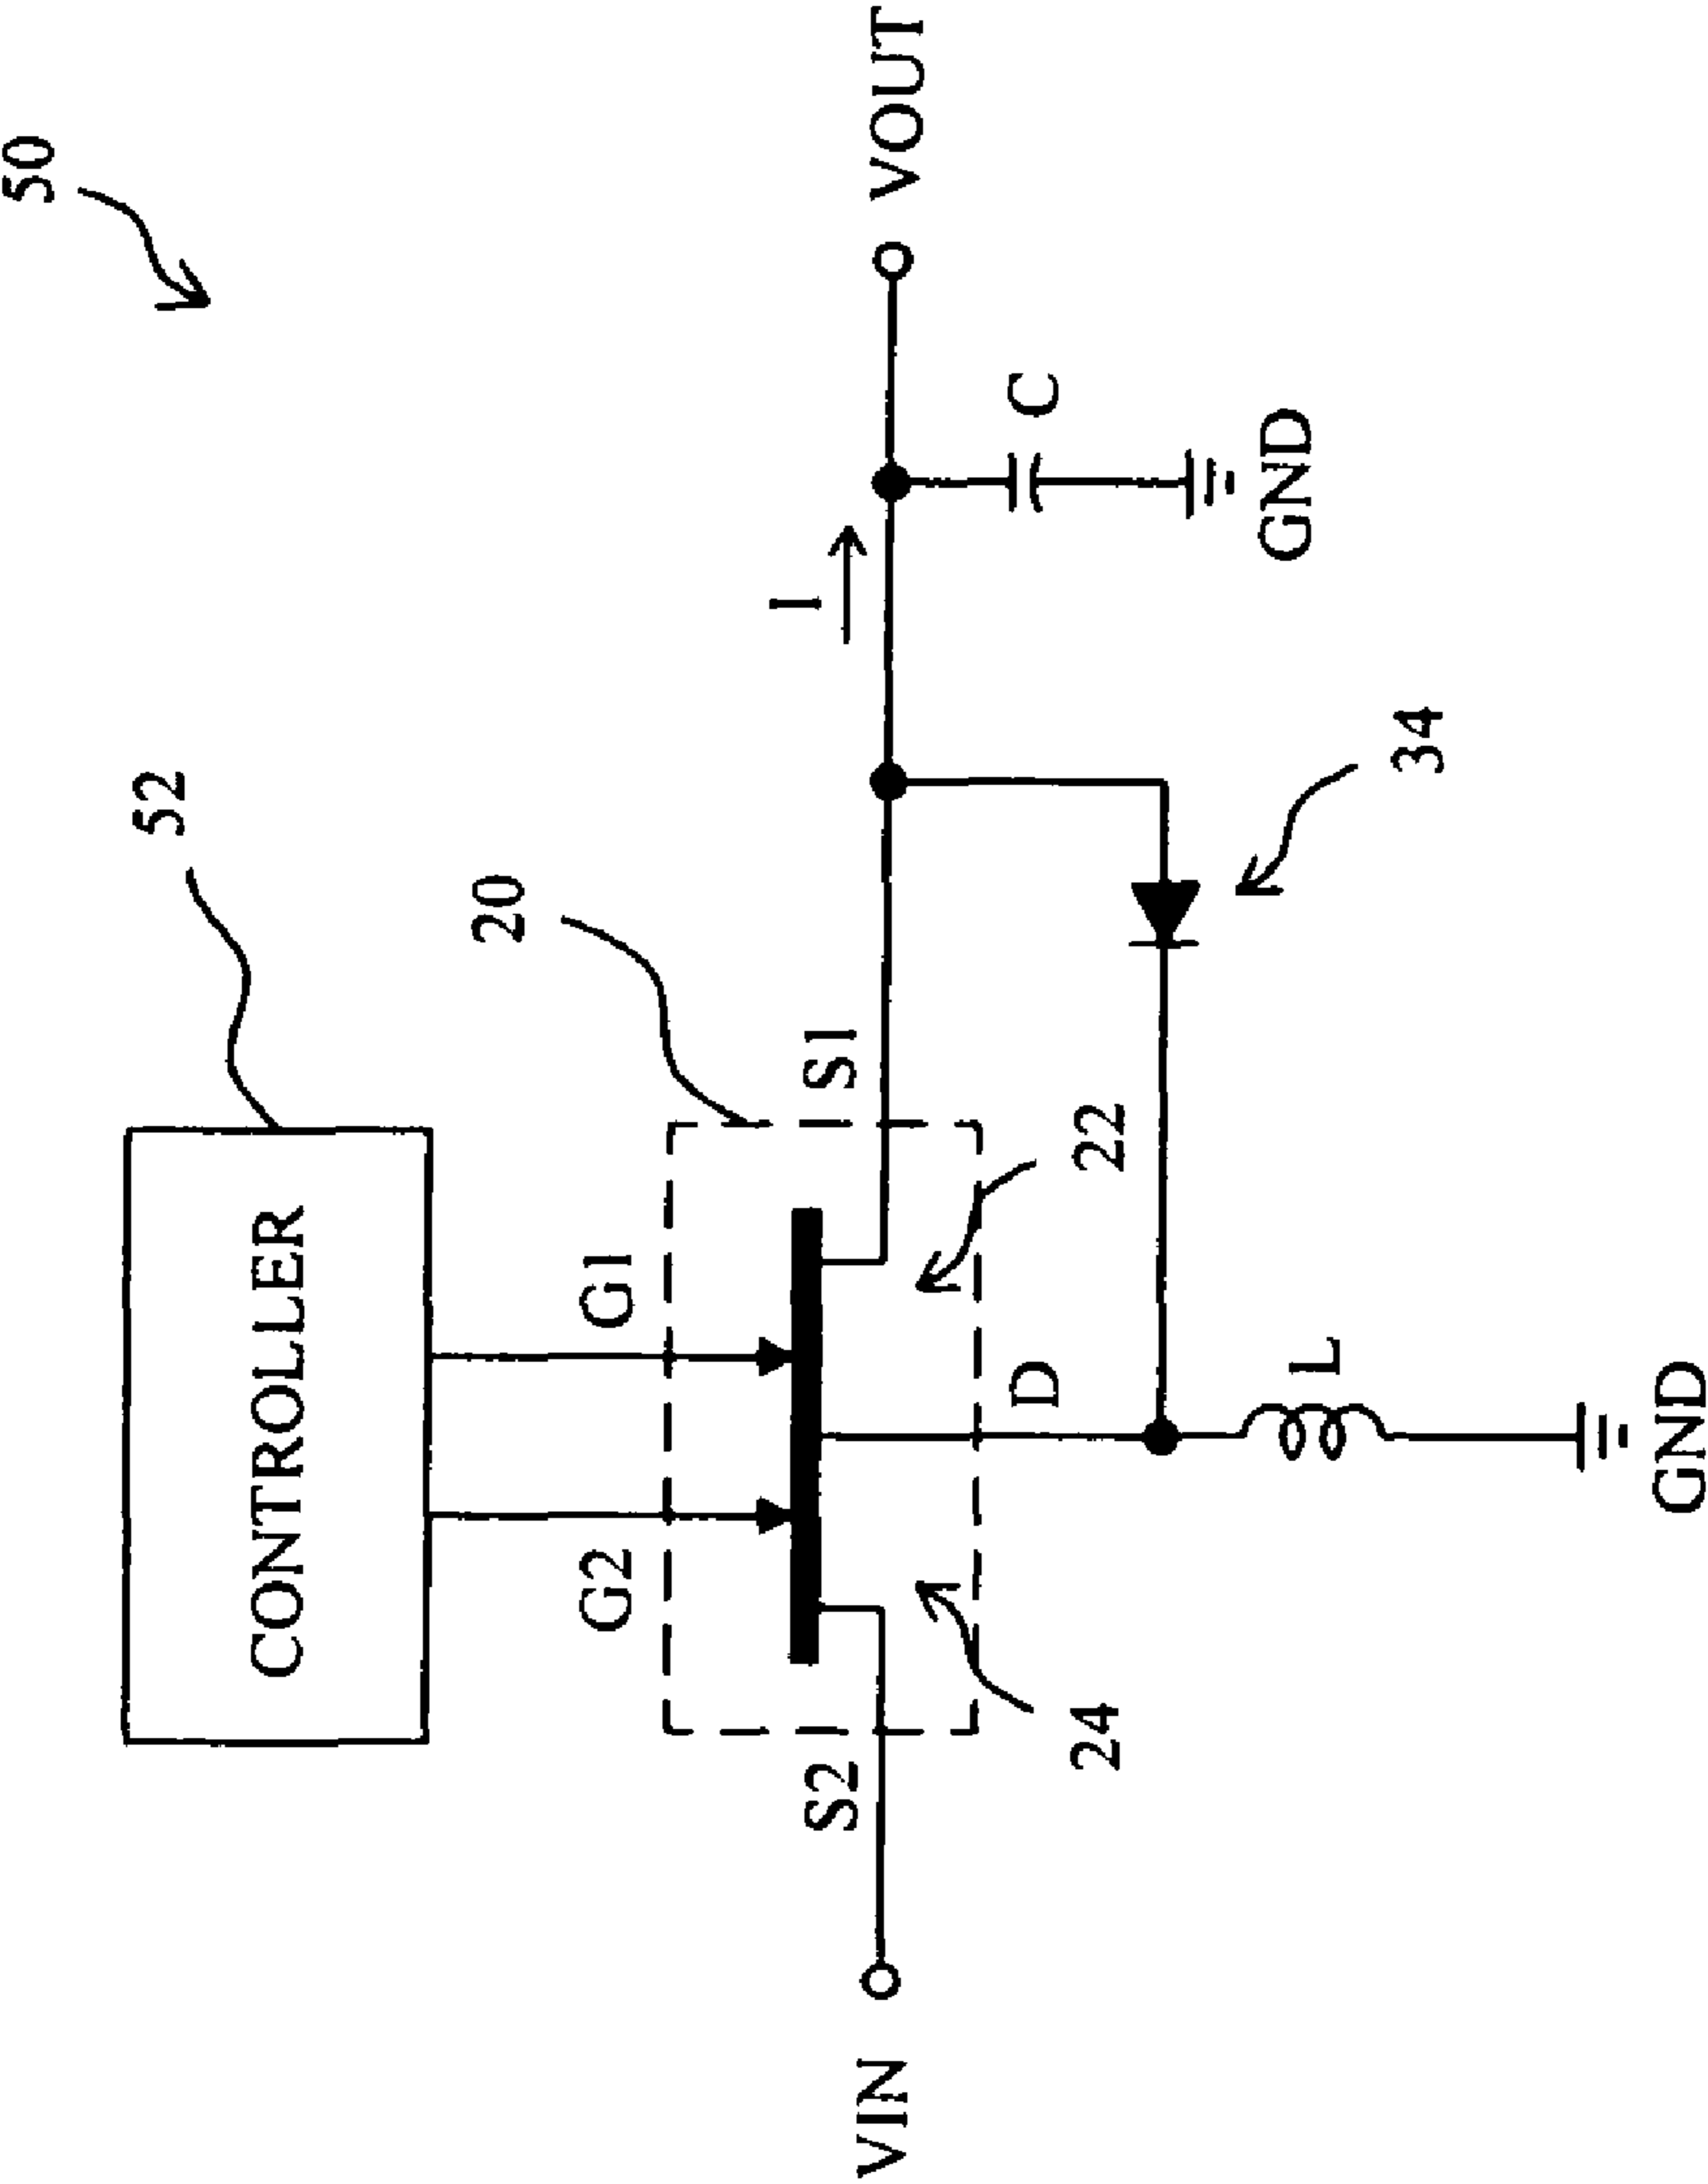 50
52
CONTROLLER
20
G2
G1
S2
S1
I
VIN
VOUT
24
D
22
C
L
34
GND
GND